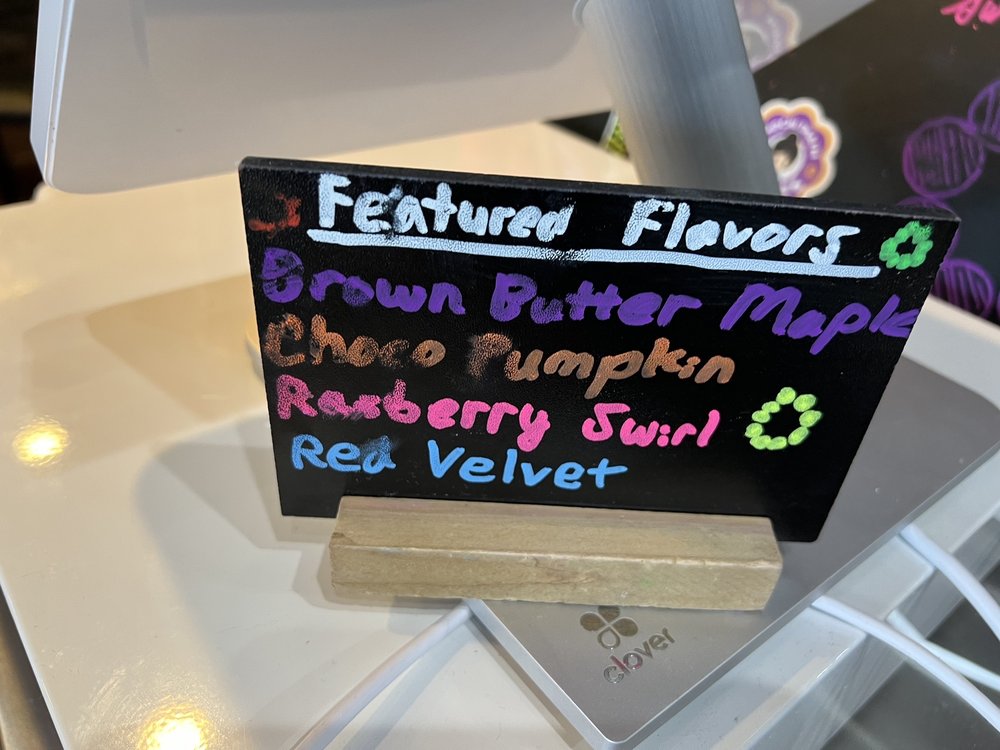 Featured Flavors
Brown Butter Maple
Choco Pumpkin
Rasberry Swirl
Red Velvet
clover